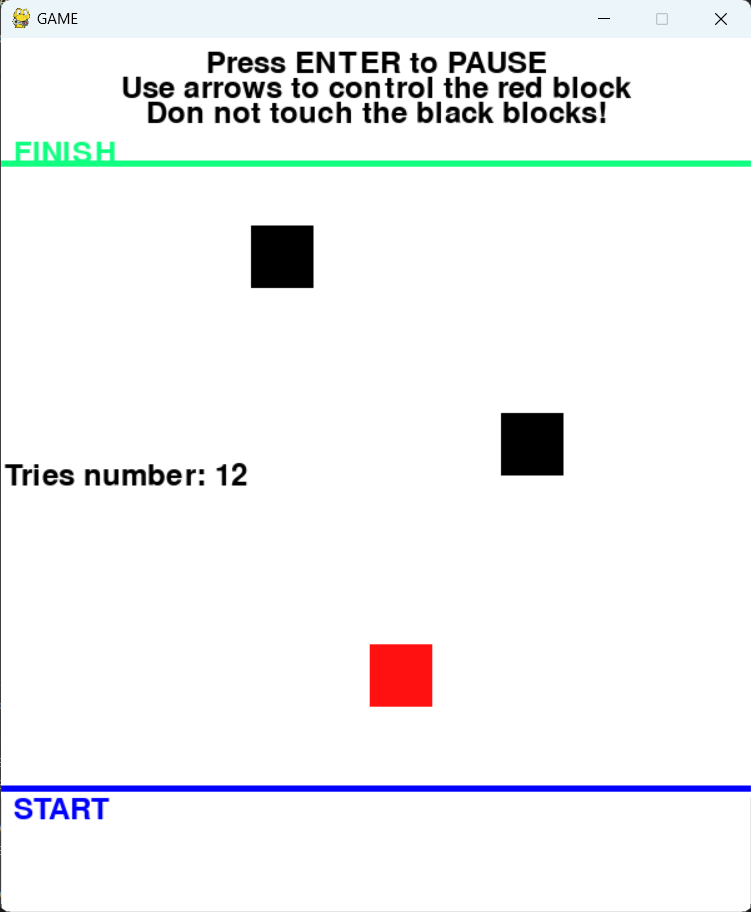 GAME
Press ENTER to PAUSE
Use arrows to control the red block
Don not touch the black blocks!
FINISH
Tries number: 12
START